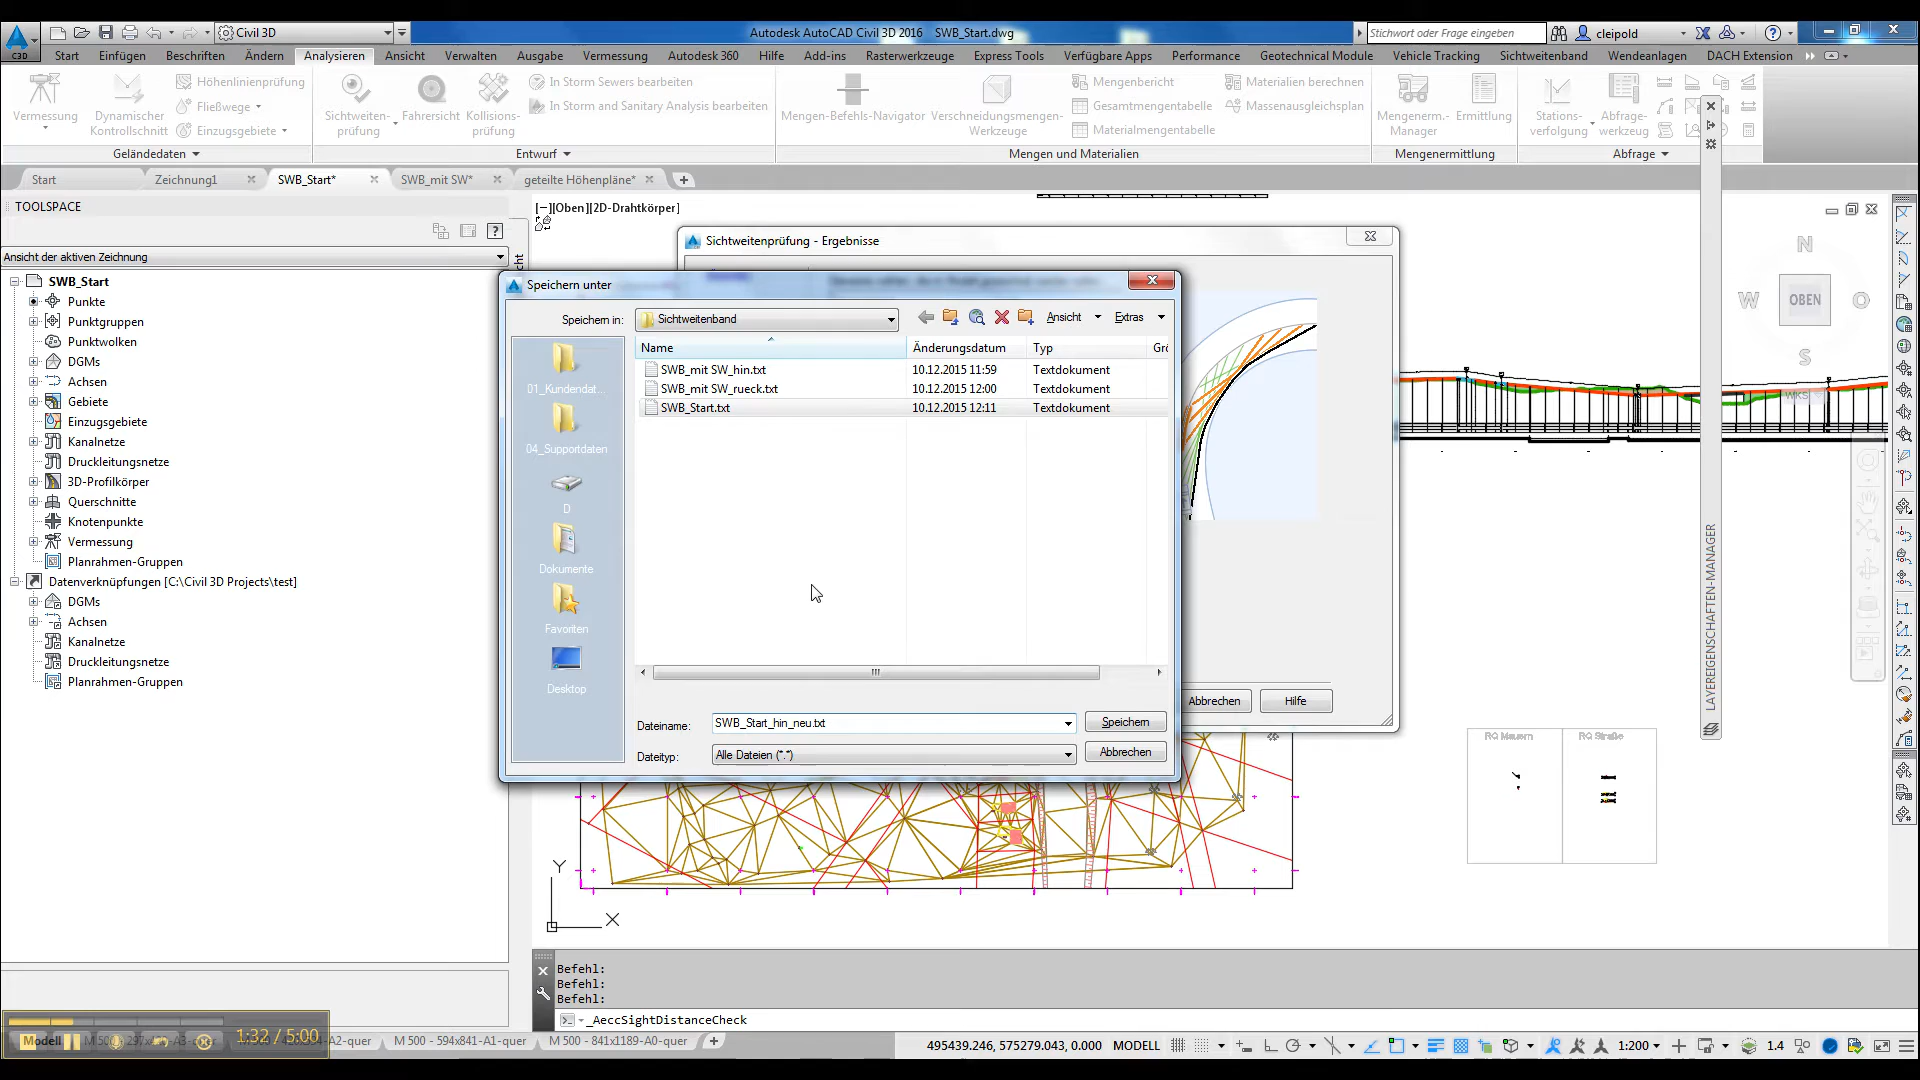 Civil 3D
Autodesk AutoCAD Civil 3D 2016 SWB_Start.dwg
Stichwort oder Frage eingeben
cleipold
C3D
Start Einfügen Beschriften Ändern Analysieren Ansicht Verwalten Ausgabe Vermessung Autodesk 360 Hilfe Add-ins Rasterwerkzeuge Express Tools Verfügbare Apps Performance Geotechnical Module Vehicle Tracking Sichtweitenband Wendeanlagen DACH Extension
Vermessung
Dynamischer Kontrollschnitt
Höhenlinienprüfung
Fließwege
Einzugsgebiete
Sichtweiten-prüfung
Fahrersicht
Kollisions-prüfung
In Storm Sewers bearbeiten
In Storm and Sanitary Analysis bearbeiten
Mengen-Befehls-Navigator
Verschneidungsmengen-Werkzeuge
Mengenbericht
Gesamtmengentabelle
Materialmengentabelle
Materialien berechnen
Massenausgleichsplan
Mengenerm.-Manager
Ermittlung
Stations-verfolgung
Abfrage-werkzeug
Geländedaten Entwurf Mengen und Materialien Mengenermittlung Abfrage
Start Zeichnung1 SWB_Start* SWB_mit SW* geteilte Höhenpläne*
TOOLSPACE
Ansicht der aktiven Zeichnung
SWB_Start
Punkte
Punktgruppen
Punktwolken
DGMs
Achsen
Gebiete
Einzugsgebiete
Kanalnetze
Druckleitungsnetze
3D-Profilkörper
Querschnitte
Knotenpunkte
Vermessung
Planrahmen-Gruppen
Datenverknüpfungen [C:\Civil 3D Projects\test]
DGMs
Achsen
Kanalnetze
Druckleitungsnetze
Planrahmen-Gruppen
[−][Oben][2D-Drahtkörper]
Sichtweitenprüfung - Ergebnisse
Speichern unter
Speichern in: Sichtweitenband
Ansicht Extras
Name Änderungsdatum Typ Grö
SWB_mit SW_hin.txt 10.12.2015 11:59 Textdokument
SWB_mit SW_rueck.txt 10.12.2015 12:00 Textdokument
SWB_Start.txt 10.12.2015 12:11 Textdokument
01_Kundendat...
04_Supportdaten
D
Dokumente
Favoriten
Desktop
Dateiname: SWB_Start_hin_neu.txt Speichern
Dateityp: Alle Dateien (*.*) Abbrechen
Abbrechen Hilfe
N
W OBEN O
S
WKS
LAYEREIGENSCHAFTEN-MANAGER
RQ Mauern RQ Straße
Y
X
Befehl:
Befehl:
Befehl:
_AeccSightDistanceCheck
1:32 / 5:00
Modell
M 500 - 594x841-A1-quer M 500 - 841x1189-A0-quer
495439.246, 575279.043, 0.000 MODELL 1:200 1.4